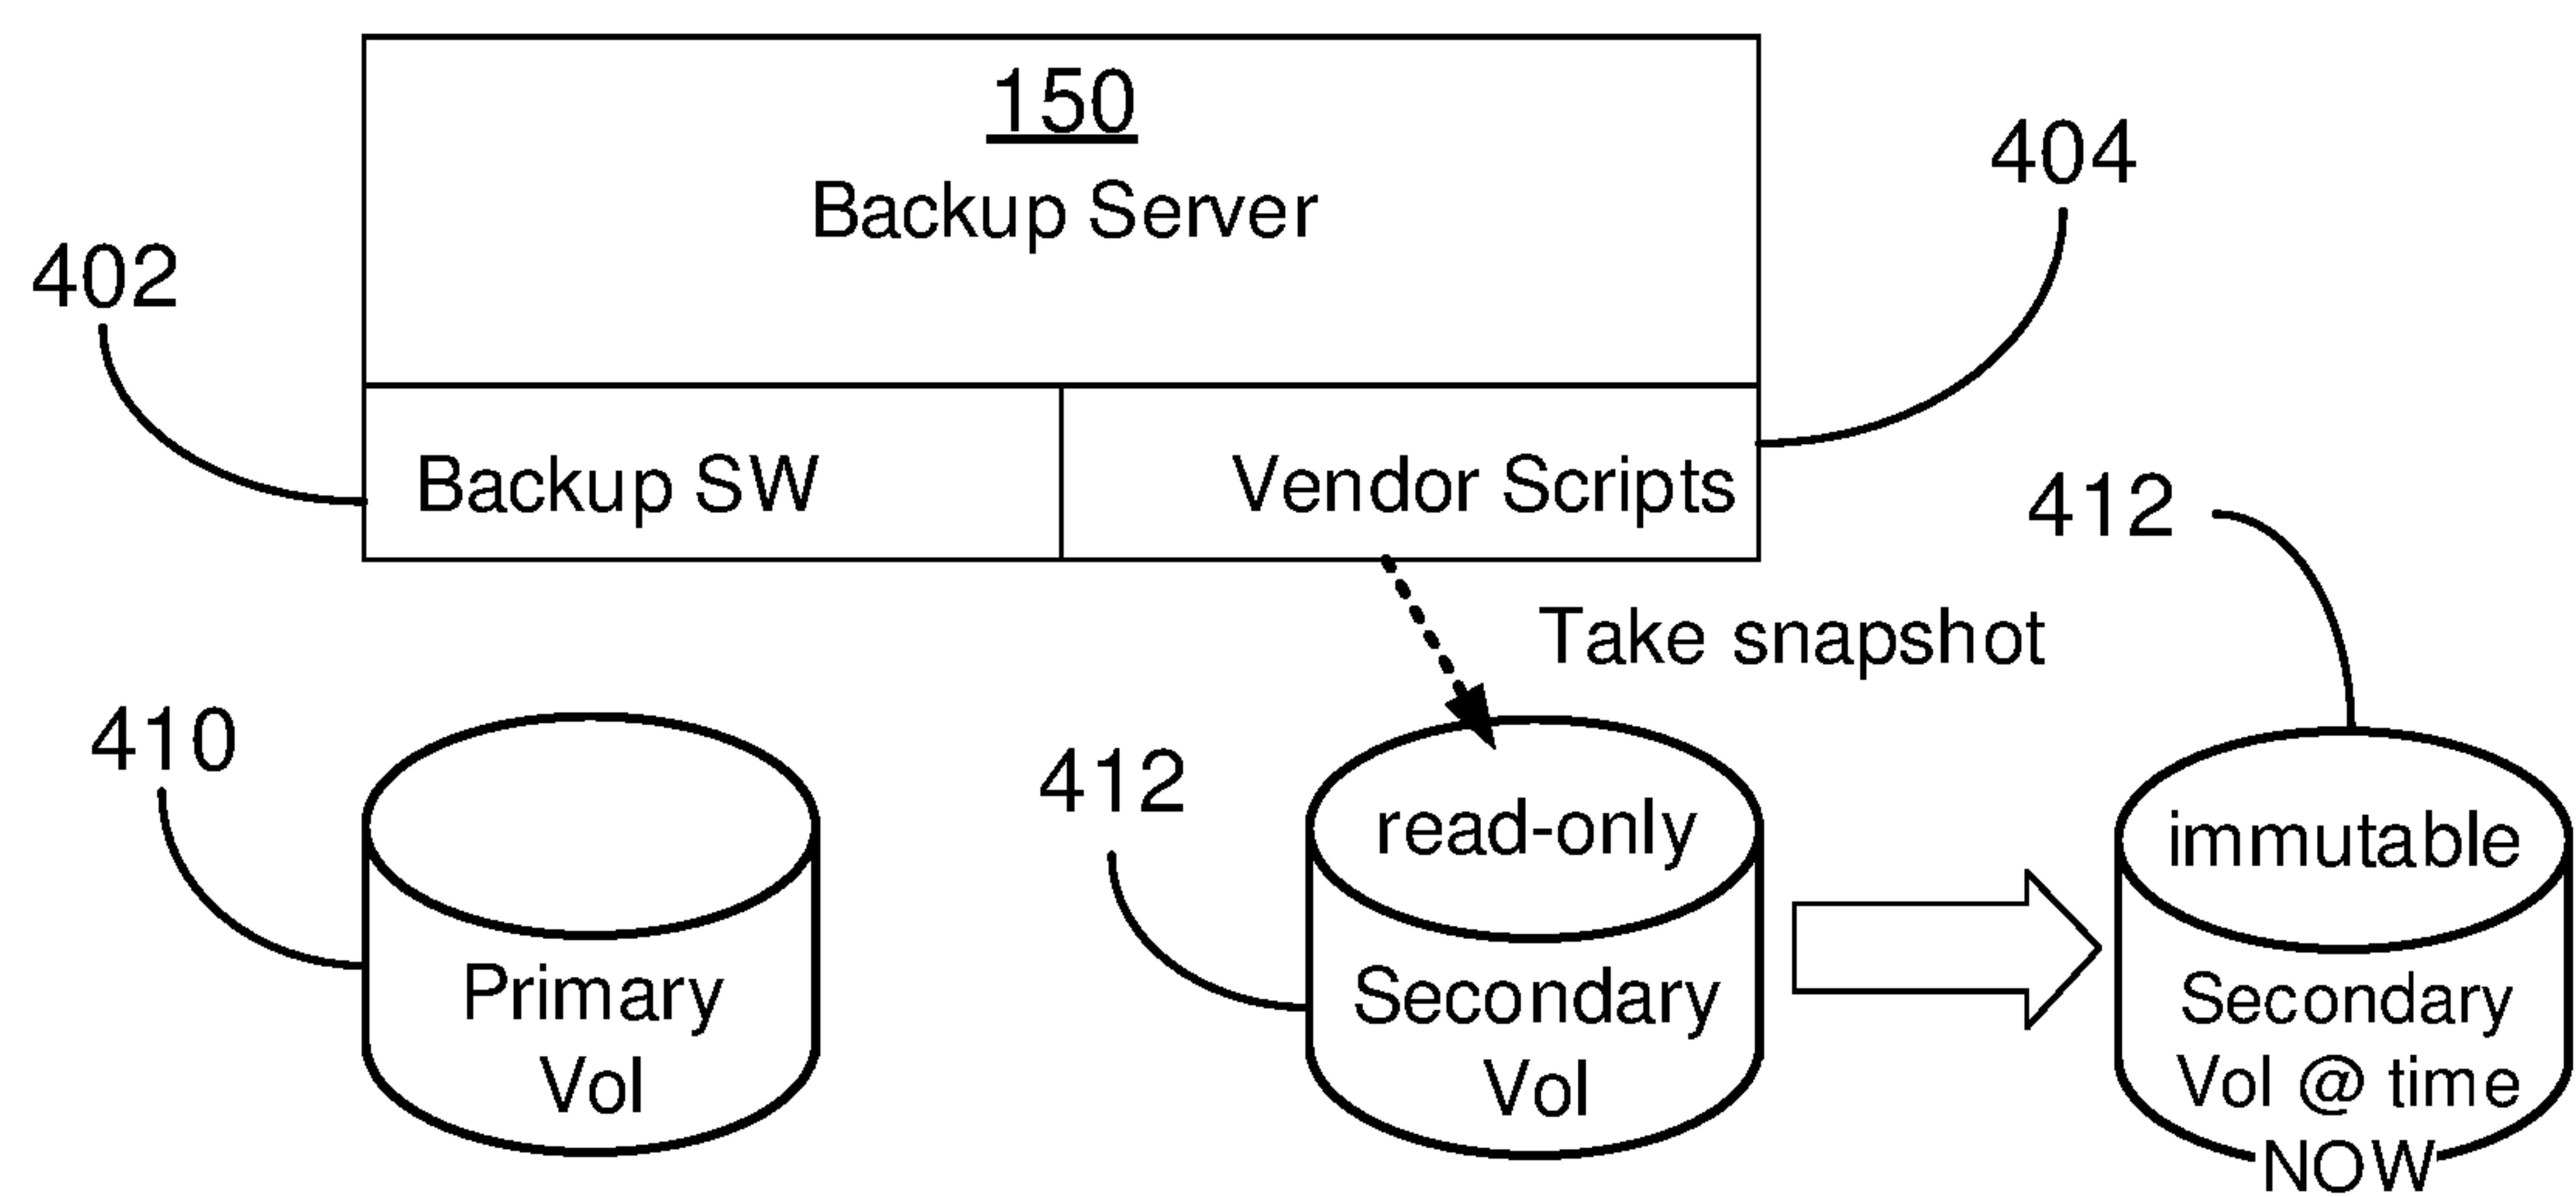 150
Backup Server
404
402
Backup SW
Vendor Scripts
412
Take snapshot
410
412
read-only
immutable
Primary
Vol
Secondary
Vol
Secondary
Vol @ time
NOW